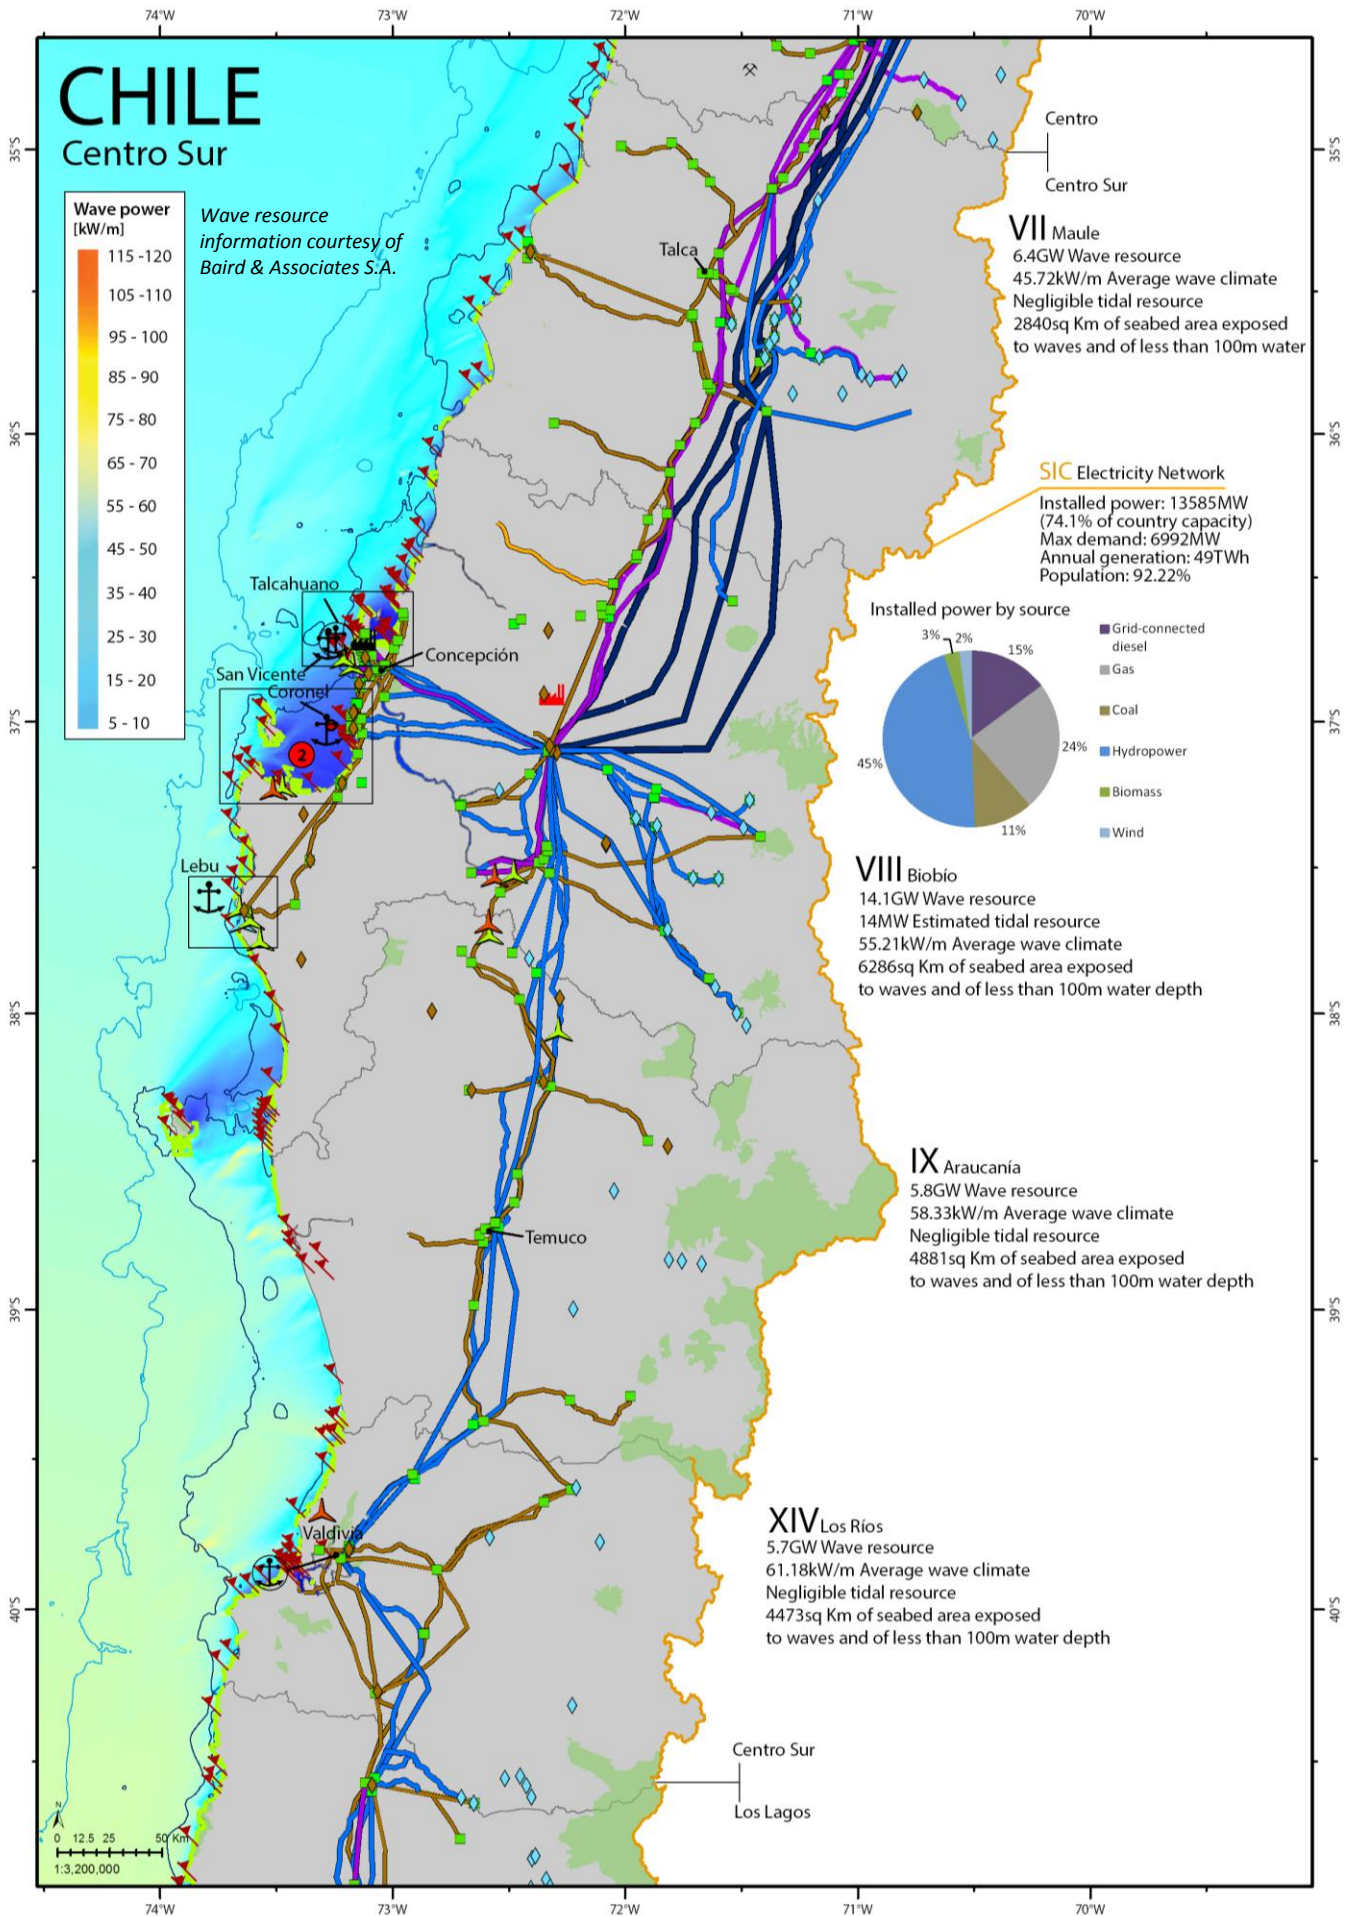 74°W
73°W
72°W
71°W
70°W
CHILE
Centro Sur
Wave power
[kW/m]
115 -120
105 -110
95 - 100
85 - 90
75 - 80
65 - 70
55 - 60
45 - 50
35 - 40
25 - 30
15 - 20
5 - 10
Wave resource
information courtesy of
Baird & Associates S.A.
35°S
36°S
37°S
38°S
39°S
40°S
35°S
36°S
37°S
38°S
39°S
40°S
Centro
Centro Sur
VII Maule
6.4GW Wave resource
45.72kW/m Average wave climate
Negligible tidal resource
2840sq Km of seabed area exposed
to waves and of less than 100m water
Talca
SIC Electricity Network
Installed power: 13585MW
(74.1% of country capacity)
Max demand: 6992MW
Annual generation: 49TWh
Population: 92.22%
Installed power by source
3%
2%
15%
24%
11%
45%
Grid-connected
diesel
Gas
Coal
Hydropower
Biomass
Wind
Talcahuano
Concepción
San Vicente
Coronel
2
Lebu
VIII Biobío
14.1GW Wave resource
14MW Estimated tidal resource
55.21kW/m Average wave climate
6286sq Km of seabed area exposed
to waves and of less than 100m water depth
IX Araucanía
5.8GW Wave resource
58.33kW/m Average wave climate
Negligible tidal resource
4881sq Km of seabed area exposed
to waves and of less than 100m water depth
Temuco
Valdivia
XIV Los Ríos
5.7GW Wave resource
61.18kW/m Average wave climate
Negligible tidal resource
4473sq Km of seabed area exposed
to waves and of less than 100m water depth
Centro Sur
Los Lagos
N
0 12.5 25 50 Km
1:3,200,000
74°W
73°W
72°W
71°W
70°W